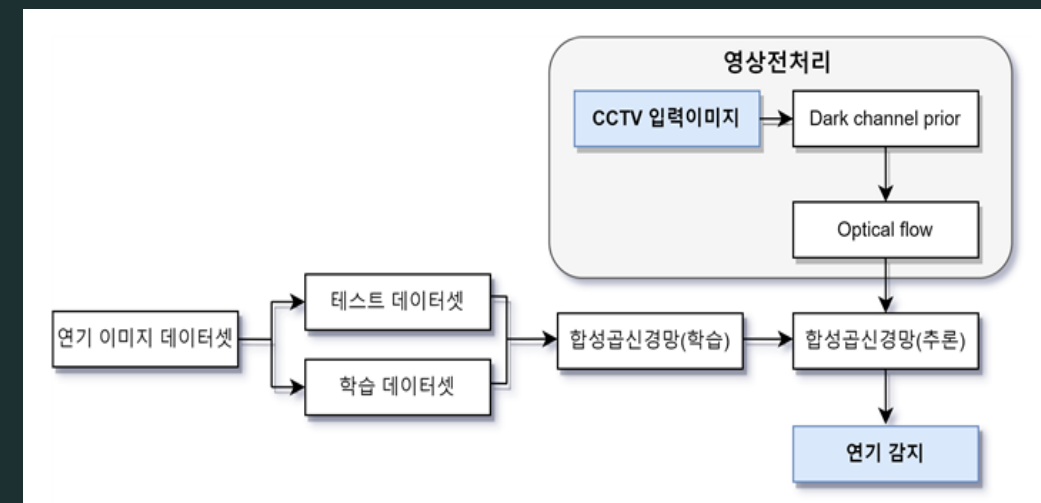 영상전처리
CCTV 입력이미지
Dark channel prior
Optical flow
연기 이미지 데이터셋
테스트 데이터셋
학습 데이터셋
합성곱신경망(학습)
합성곱신경망(추론)
연기 감지